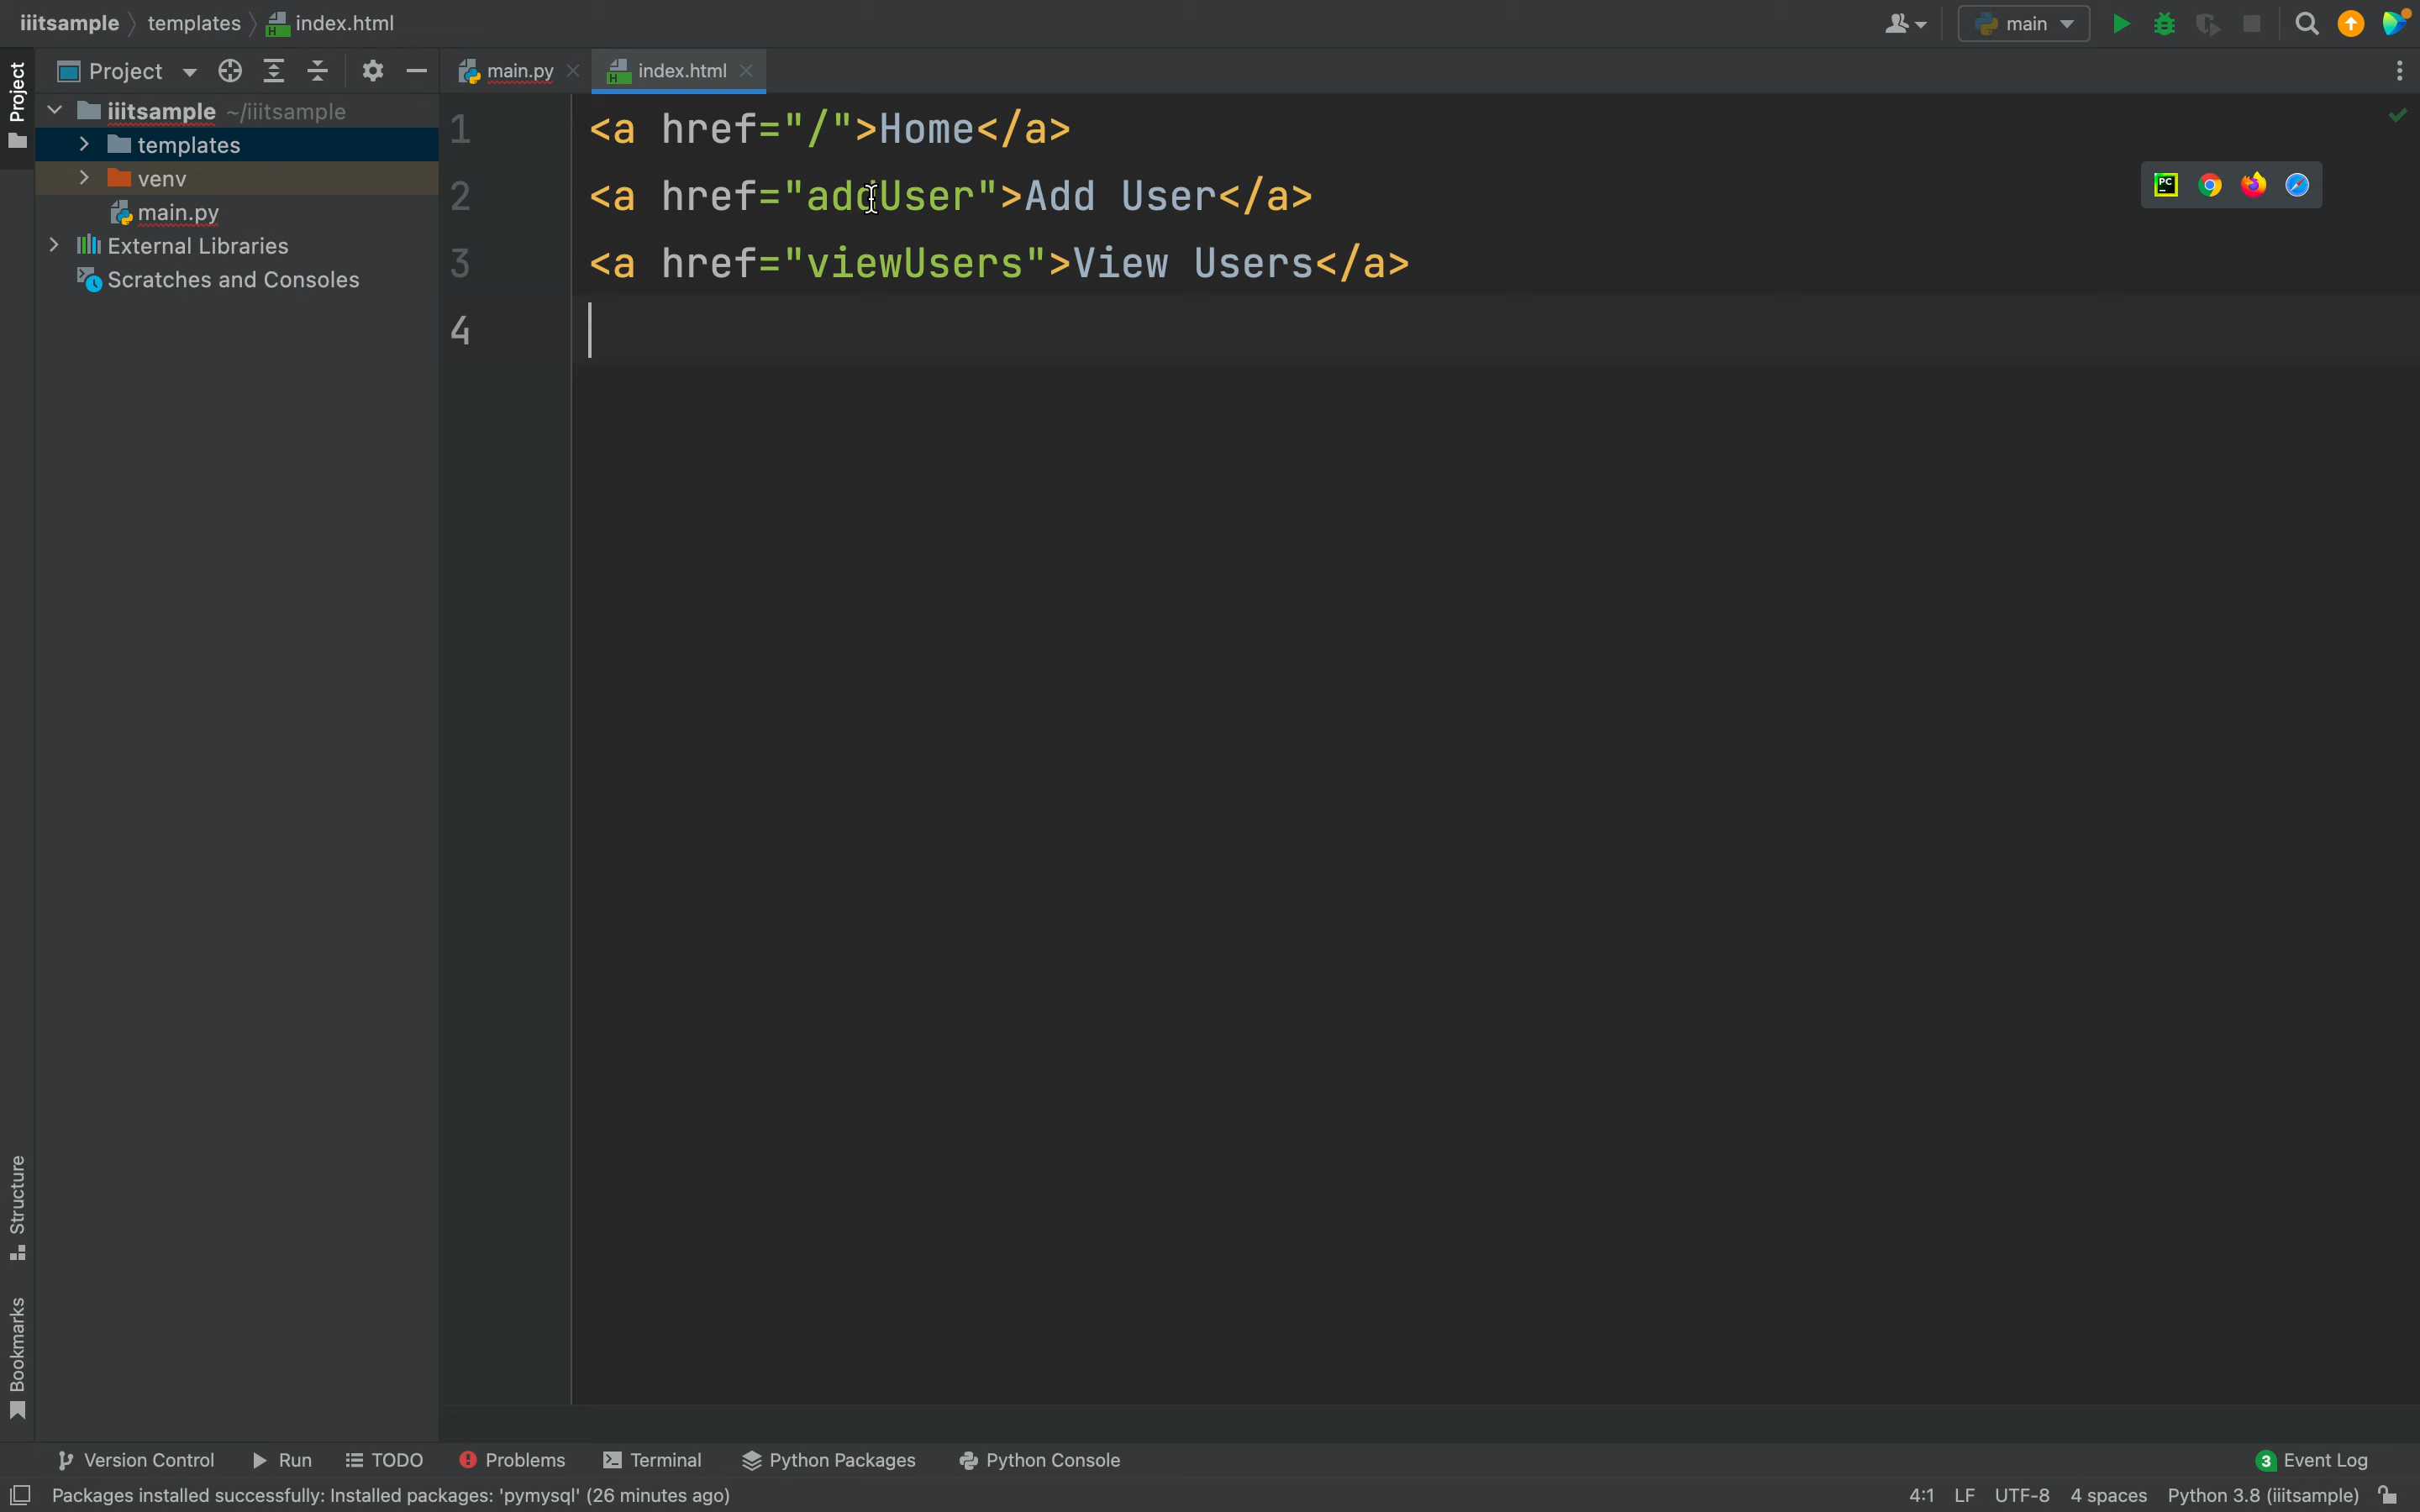 iiitsample templates index.html main
Project main.py index.html
Project
iiitsample ~/iiitsample
templates
venv
main.py
External Libraries
Scratches and Consoles
1 <a href="/">Home</a>
2 <a href="addUser">Add User</a>
3 <a href="viewUsers">View Users</a>
4
PC
Structure
Bookmarks
Version Control Run TODO Problems Terminal Python Packages Python Console 3 Event Log
Packages installed successfully: Installed packages: 'pymysql' (26 minutes ago) 4:1 LF UTF-8 4 spaces Python 3.8 (iiitsample)